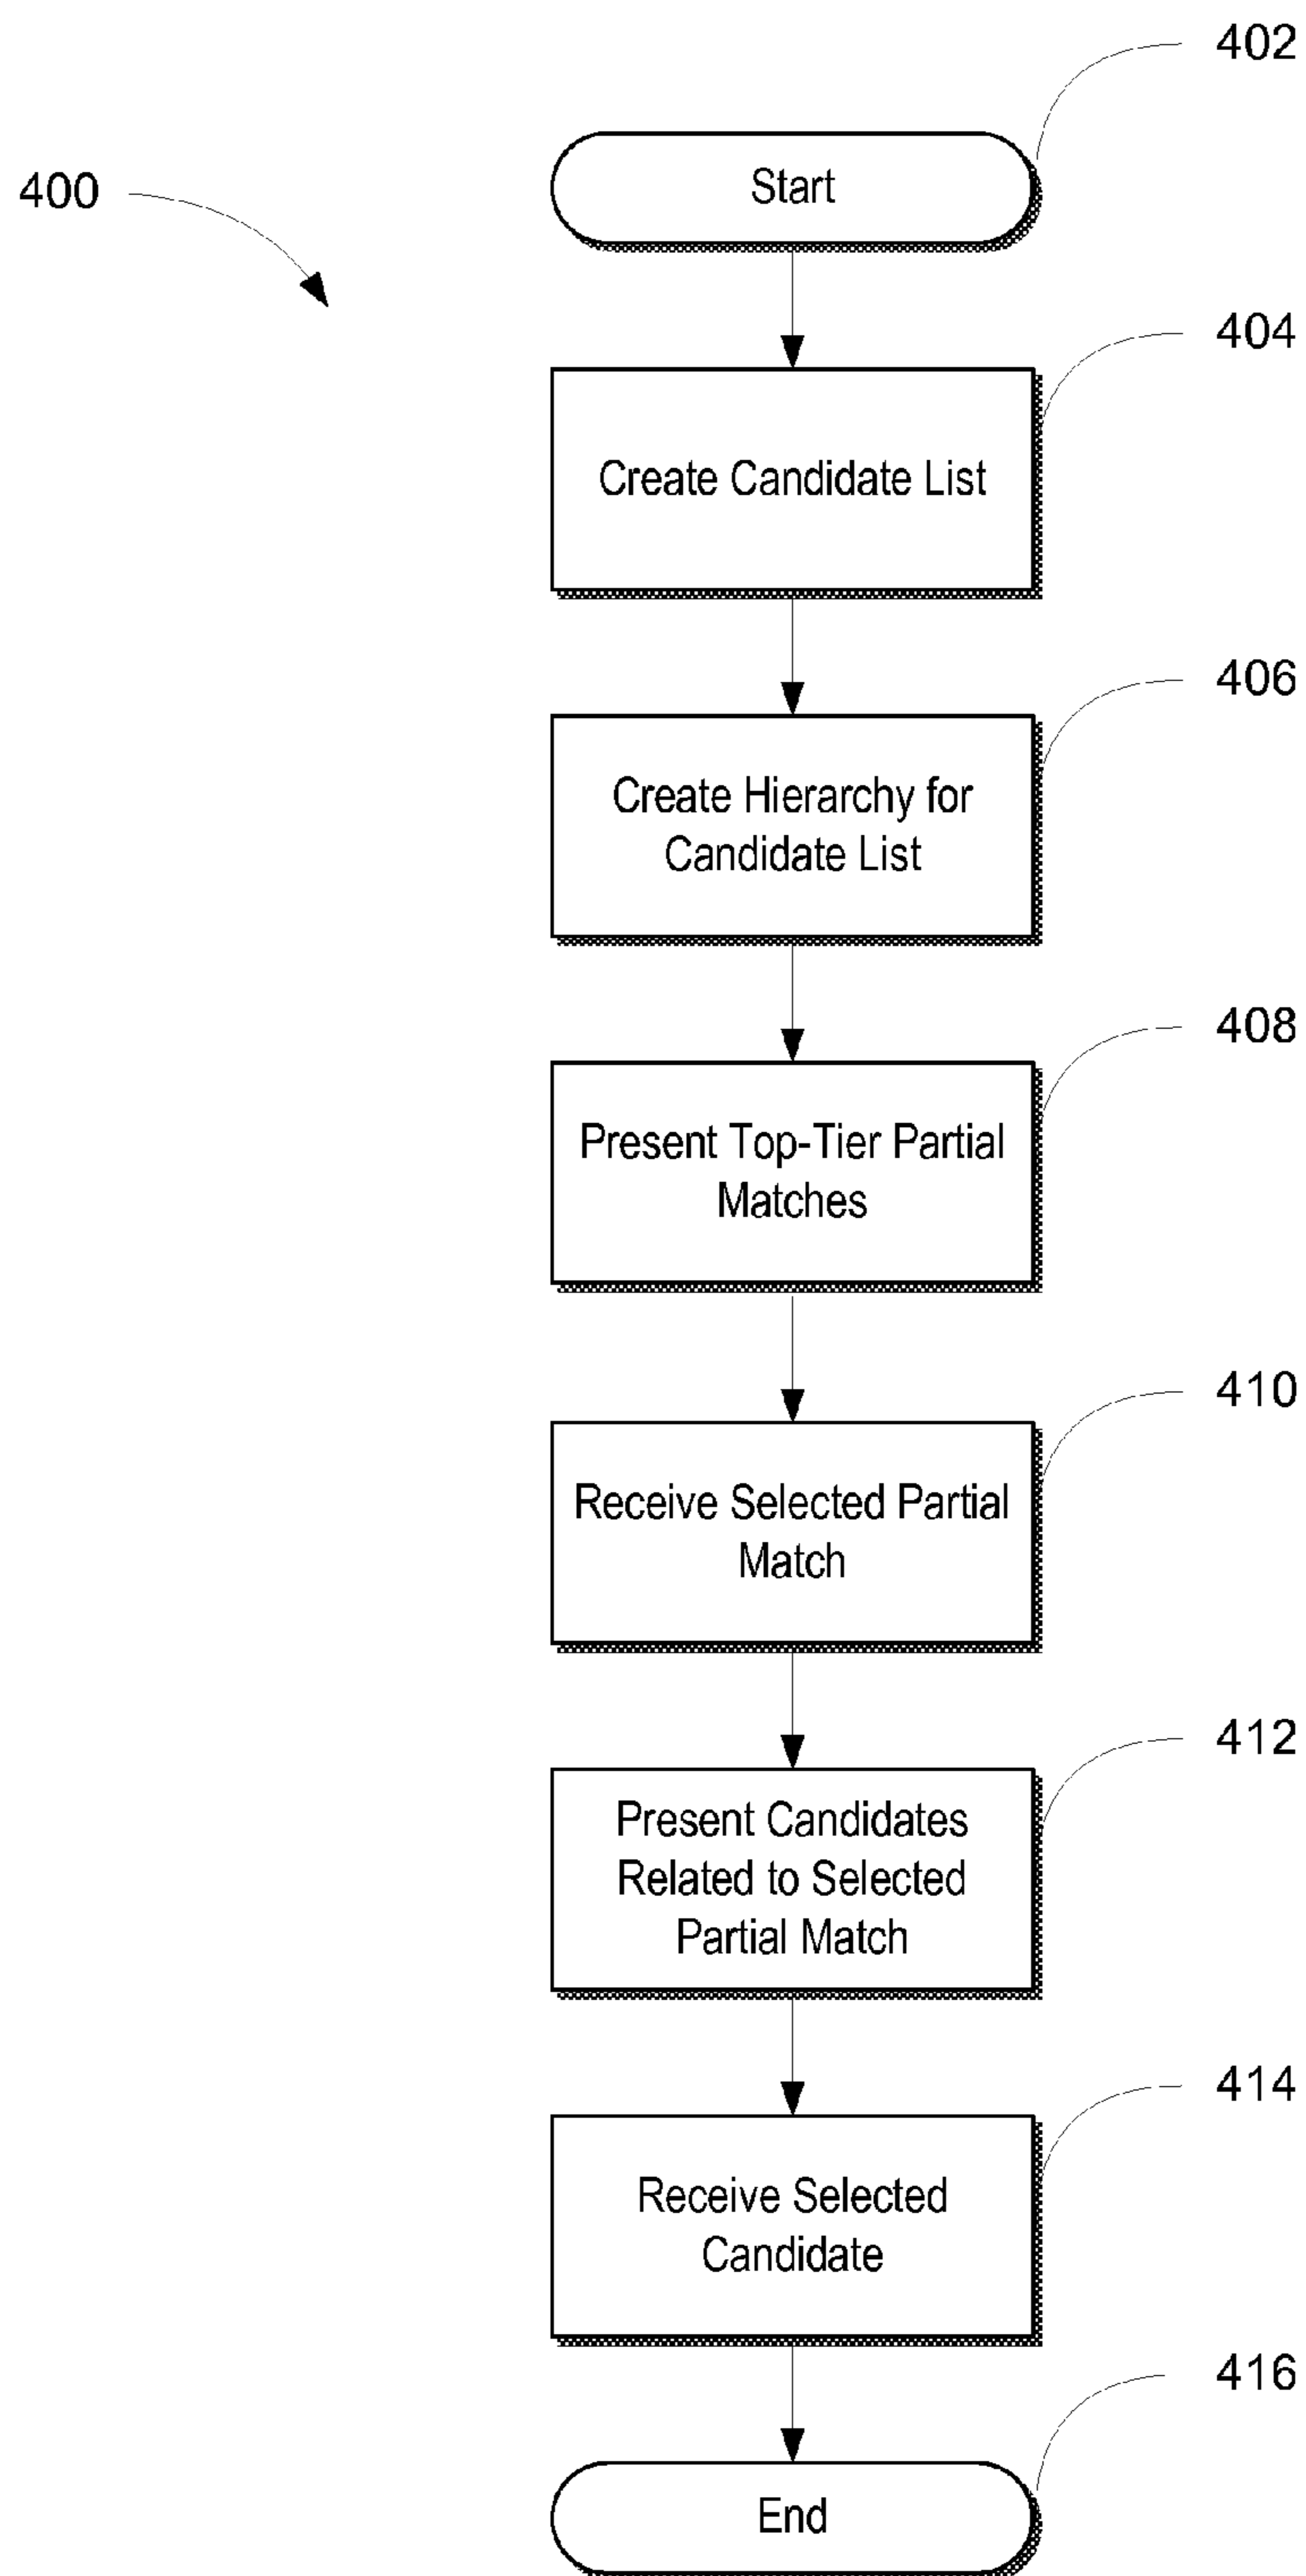 402
Start
400
404
Create Candidate List
406
Create Hierarchy for
Candidate List
408
Present Top-Tier Partial
Matches
410
Receive Selected Partial
Match
412
Present Candidates
Related to Selected
Partial Match
414
Receive Selected
Candidate
416
End